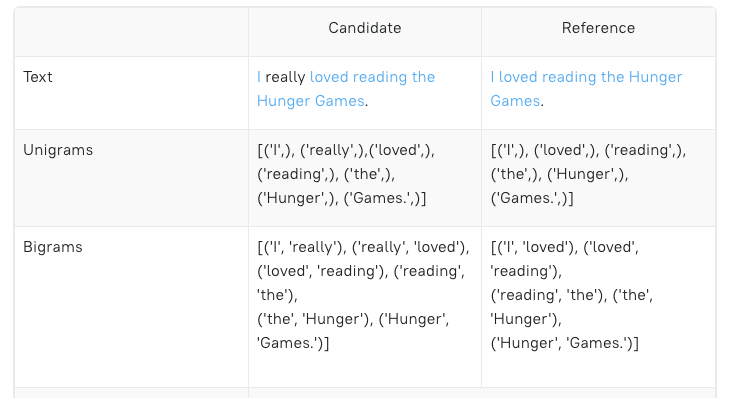 Candidate
Reference
Text
I really loved reading the
Hunger Games.
I loved reading the Hunger
Games.
Unigrams
[('I',), ('really',),('loved',),
('reading',), ('the',),
('Hunger',), ('Games.',)]
[('I',), ('loved',), ('reading',),
('the',), ('Hunger',),
('Games.',)]
Bigrams
[('I', 'really'), ('really', 'loved'),
('loved', 'reading'), ('reading',
'the'),
('the', 'Hunger'), ('Hunger',
'Games.')]
[('I', 'loved'), ('loved',
'reading'),
('reading', 'the'), ('the',
'Hunger'),
('Hunger', 'Games.')]